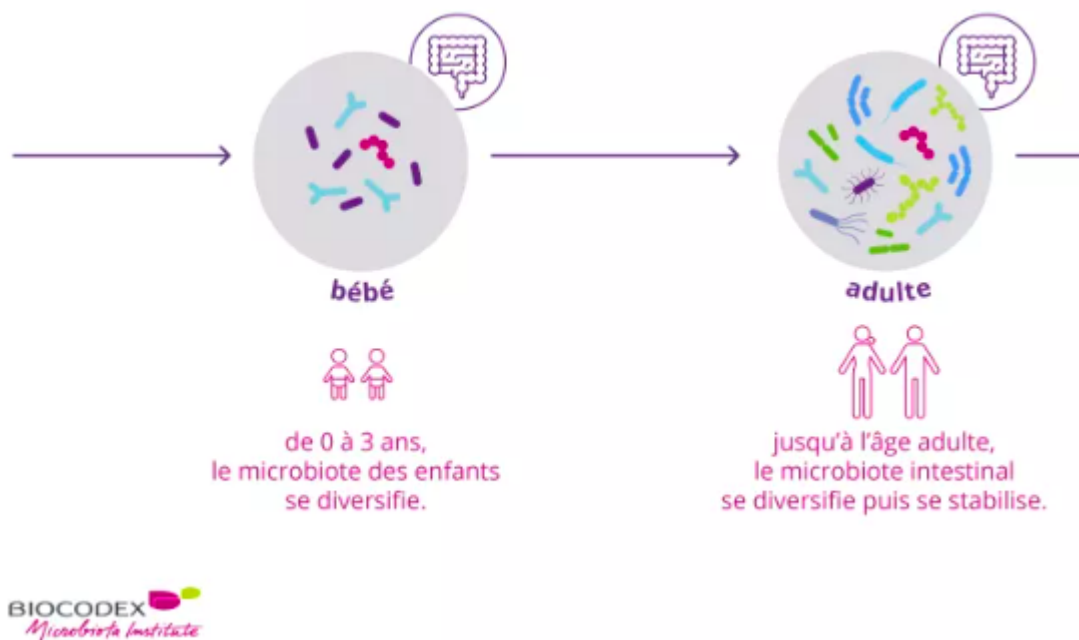 bébé
de 0 à 3 ans,
le microbiote des enfants
se diversifie.
adulte
jusqu'à l'âge adulte,
le microbiote intestinal
se diversifie puis se stabilise.
BIOCODEX
Microbiota Institute